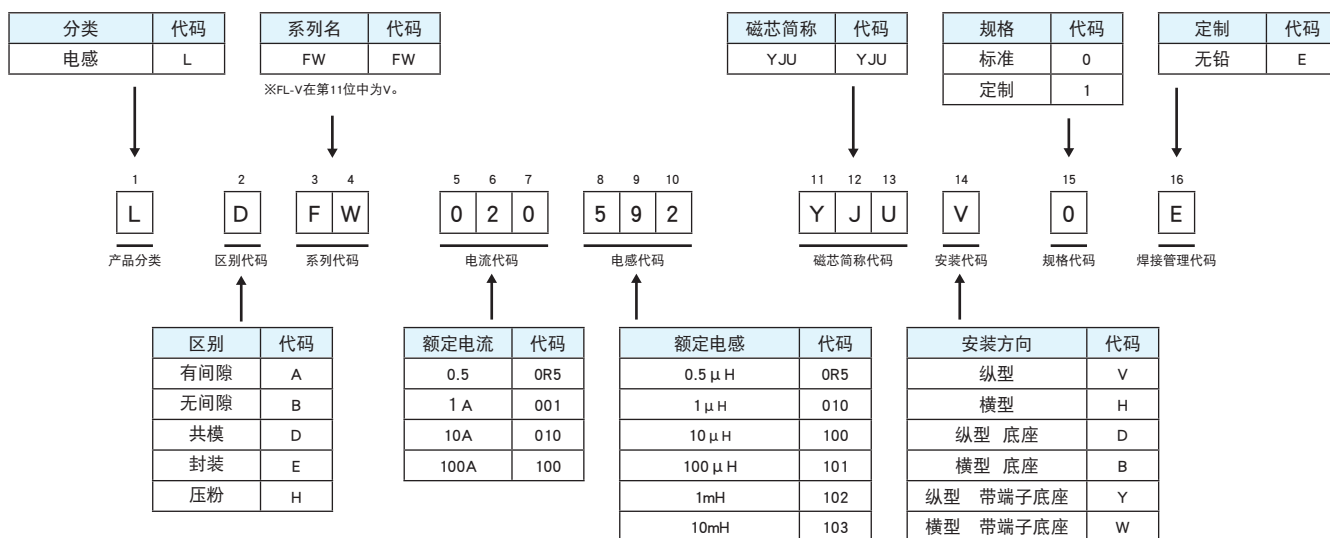 分类 代码 系列名 代码 磁芯简称 代码 规格 代码 定制 代码
电感 L FW FW YJU YJU 标准 0 无铅 E
定制 1
※FL-V在第11位中为V。
1 2 3 4 5 6 7 8 9 10 11 12 13 14 15 16
L D F W 0 2 0 5 9 2 Y J U V 0 E
产品分类 区别代码 系列代码 电流代码 电感代码 磁芯简称代码 安装代码 规格代码 焊接管理代码
区别 代码 额定电流 代码 额定电感 代码 安装方向 代码
有间隙 A 0.5 0R5 0.5μH 0R5 纵型 V
无间隙 B 1A 001 1μH 010 横型 H
共模 D 10A 010 10μH 100 纵型 底座 D
封装 E 100A 100 100μH 101 横型 底座 B
压粉 H 1mH 102 纵型 带端子底座 Y
10mH 103 横型 带端子底座 W